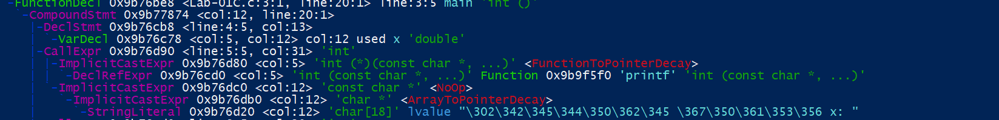 -FunctionDecl 0x9b76be8 <Lab-01C.c:3:1, line:20:1> line:3:5 main 'int ()'
`-CompoundStmt 0x9b77874 <col:12, line:20:1>
|-DeclStmt 0x9b76cb8 <line:4:5, col:13>
| `-VarDecl 0x9b76c78 <col:5, col:12> col:12 used x 'double'
|-CallExpr 0x9b76d90 <line:5:5, col:31> 'int'
| |-ImplicitCastExpr 0x9b76d80 <col:5> 'int (*)(const char *, ...)' <FunctionToPointerDecay>
| | `-DeclRefExpr 0x9b76cd0 <col:5> 'int (const char *, ...)' Function 0x9b9f5f0 'printf' 'int (const char *, ...)'
| `-ImplicitCastExpr 0x9b76dc0 <col:12> 'const char *' <NoOp>
| `-ImplicitCastExpr 0x9b76db0 <col:12> 'char *' <ArrayToPointerDecay>
| `-StringLiteral 0x9b76d20 <col:12> 'char[18]' lvalue "\302\342\345\344\350\362\345 \367\350\361\353\356 x: "